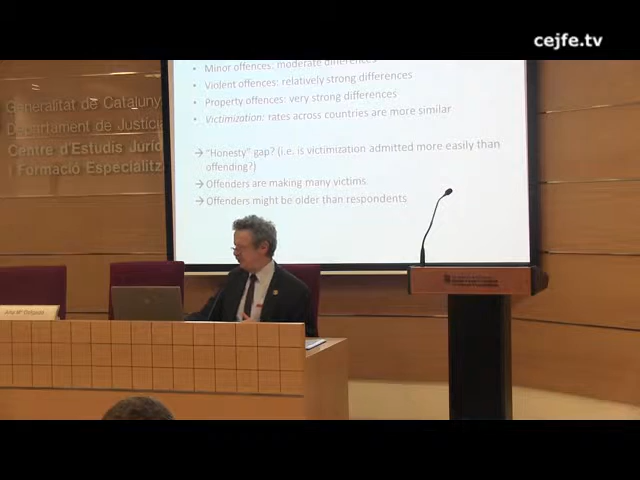 cejfe.tv
Generalitat de Catalunya
Departament de Justícia
Centre d'Estudis Jurídi
i Formació Especialitz
• Minor offences: moderate differences
• Violent offences: relatively strong differences
• Property offences: very strong differences
• Victimization: rates across countries are more similar
→ "Honesty" gap? (i.e. is victimization admitted more easily than
offending?)
→ Offenders are making many victims
→ Offenders might be older than respondents